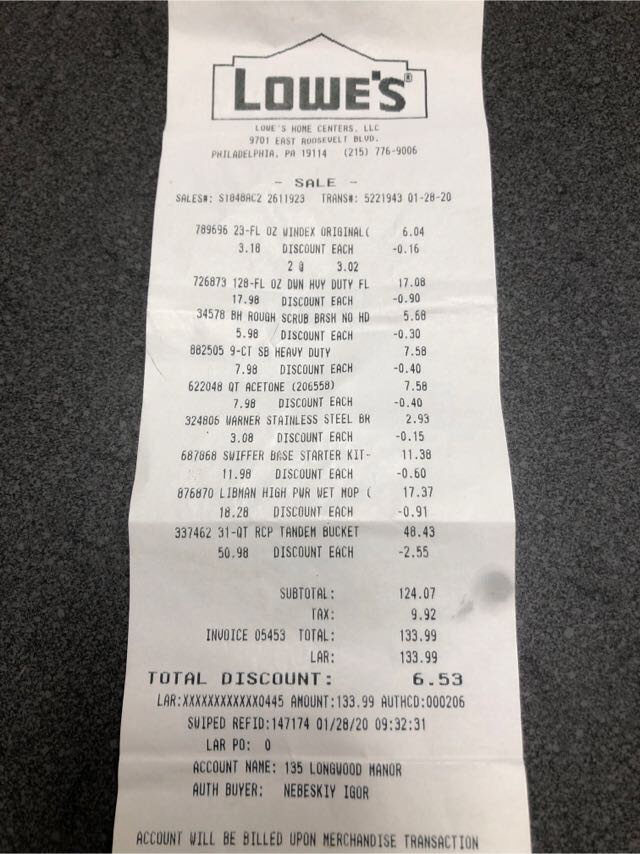 LOWE'S®
LOWE'S HOME CENTERS, LLC
9701 EAST ROOSEVELT BLVD.
PHILADELPHIA, PA 19114 (215) 776-9006
- SALE -
SALES#: S1848AC2 2611923 TRANS#: 5221943 01-28-20
789696 23-FL OZ WINDEX ORIGINAL( 6.04
3.18 DISCOUNT EACH -0.16
2 @ 3.02
726873 128-FL OZ DWN HVY DUTY FL 17.08
17.98 DISCOUNT EACH -0.90
34578 BH ROUGH SCRUB BRSH NO HD 5.68
5.98 DISCOUNT EACH -0.30
882505 9-CT SB HEAVY DUTY 7.58
7.98 DISCOUNT EACH -0.40
622048 QT ACETONE (206558) 7.58
7.98 DISCOUNT EACH -0.40
324806 WARNER STAINLESS STEEL BR 2.93
3.08 DISCOUNT EACH -0.15
687868 SWIFFER BASE STARTER KIT- 11.38
11.98 DISCOUNT EACH -0.60
876870 LIBMAN HIGH PWR WET MOP ( 17.37
18.28 DISCOUNT EACH -0.91
337462 31-QT RCP TANDEM BUCKET 48.43
50.98 DISCOUNT EACH -2.55
SUBTOTAL: 124.07
TAX: 9.92
INVOICE 05453 TOTAL: 133.99
LAR: 133.99
TOTAL DISCOUNT: 6.53
LAR:XXXXXXXXXXXX0445 AMOUNT:133.99 AUTHCD:000206
SWIPED REFID:147174 01/28/20 09:32:31
LAR PO: 0
ACCOUNT NAME: 135 LONGWOOD MANOR
AUTH BUYER: NEBESKIY IGOR
ACCOUNT WILL BE BILLED UPON MERCHANDISE TRANSACTION